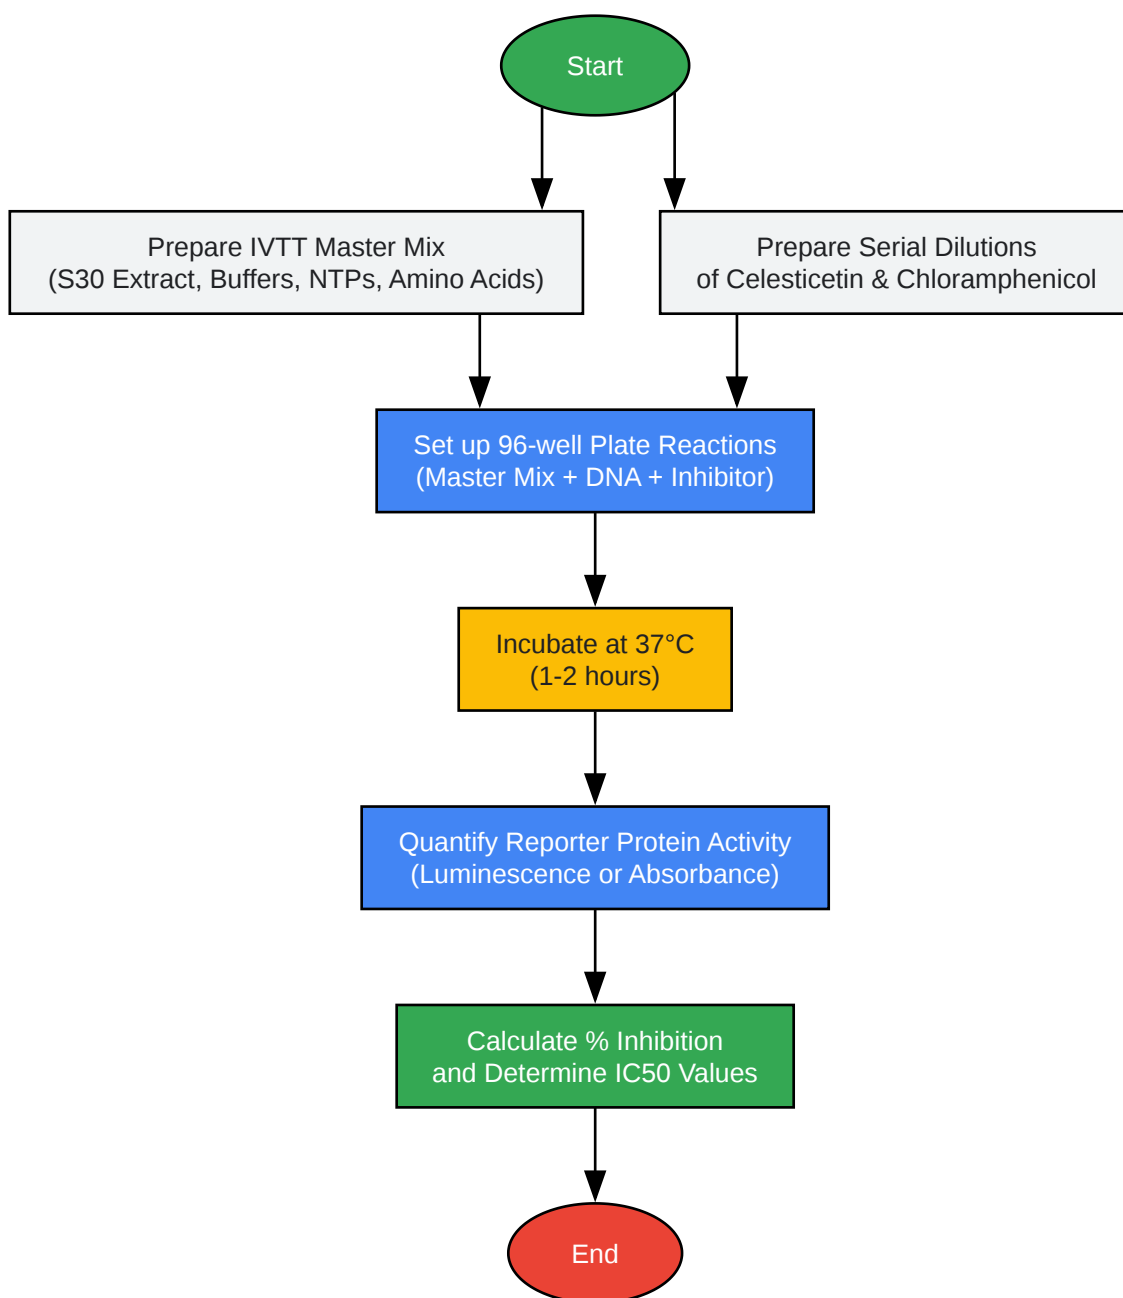 Start
Prepare IVTT Master Mix
(S30 Extract, Buffers, NTPs, Amino Acids)
Prepare Serial Dilutions
of Celesticetin & Chloramphenicol
Set up 96-well Plate Reactions
(Master Mix + DNA + Inhibitor)
Incubate at 37°C
(1-2 hours)
Quantify Reporter Protein Activity
(Luminescence or Absorbance)
Calculate % Inhibition
and Determine IC50 Values
End